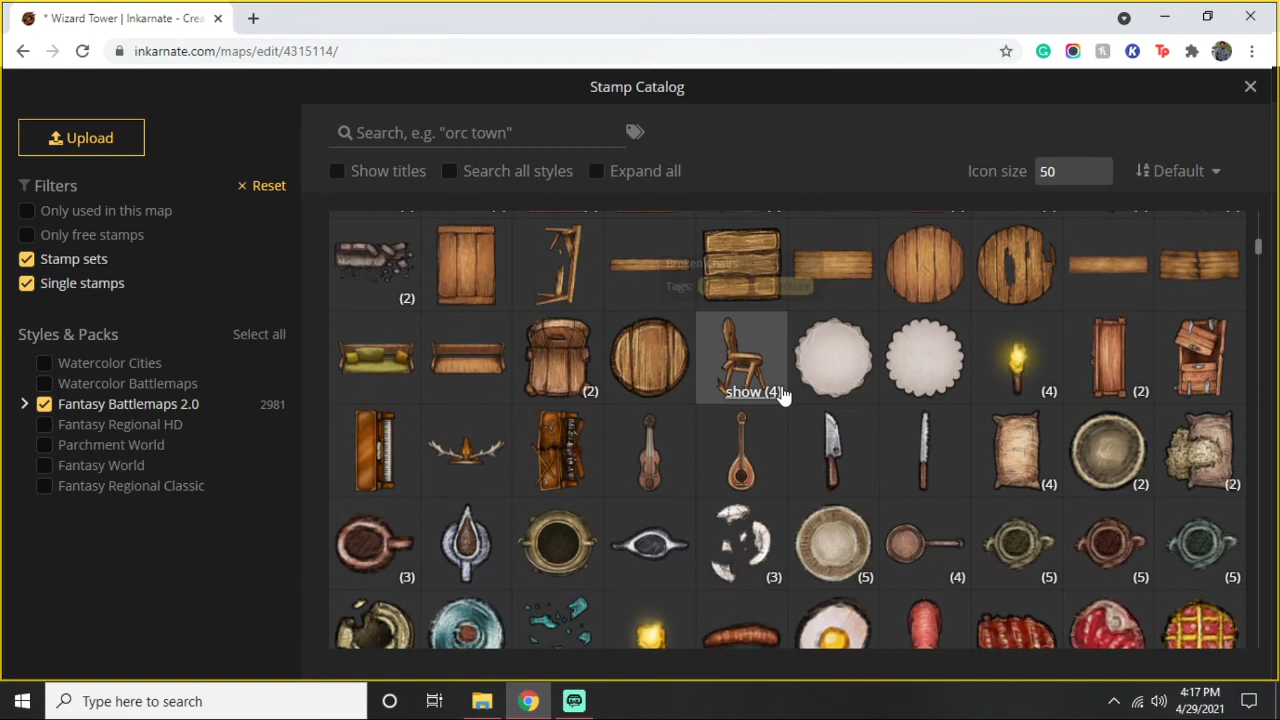 * Wizard Tower | Inkarnate - Crea
inkarnate.com/maps/edit/4315114/
Stamp Catalog
Upload
Search, e.g. "orc town"
Show titles
Search all styles
Expand all
Icon size
50
Default
Filters
Reset
Only used in this map
Only free stamps
Stamp sets
Single stamps
Styles & Packs
Select all
Watercolor Cities
Watercolor Battlemaps
Fantasy Battlemaps 2.0
2981
Fantasy Regional HD
Parchment World
Fantasy World
Fantasy Regional Classic
Tags:
(2)
(2)
show (4)
(4)
(2)
(4)
(2)
(2)
(3)
(3)
(5)
(4)
(5)
(5)
(5)
Type here to search
4:17 PM
4/29/2021